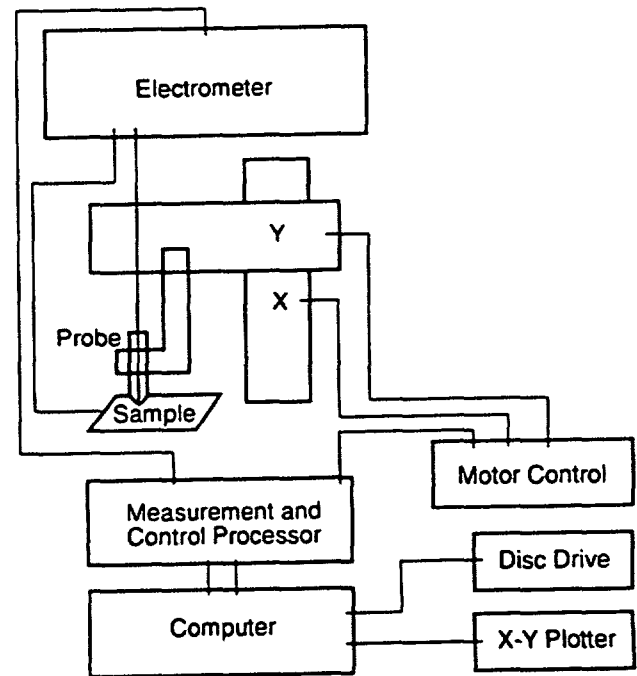 Electrometer
Y
X
Probe
Sample
Motor Control
Measurement and
Control Processor
Disc Drive
Computer
X-Y Plotter